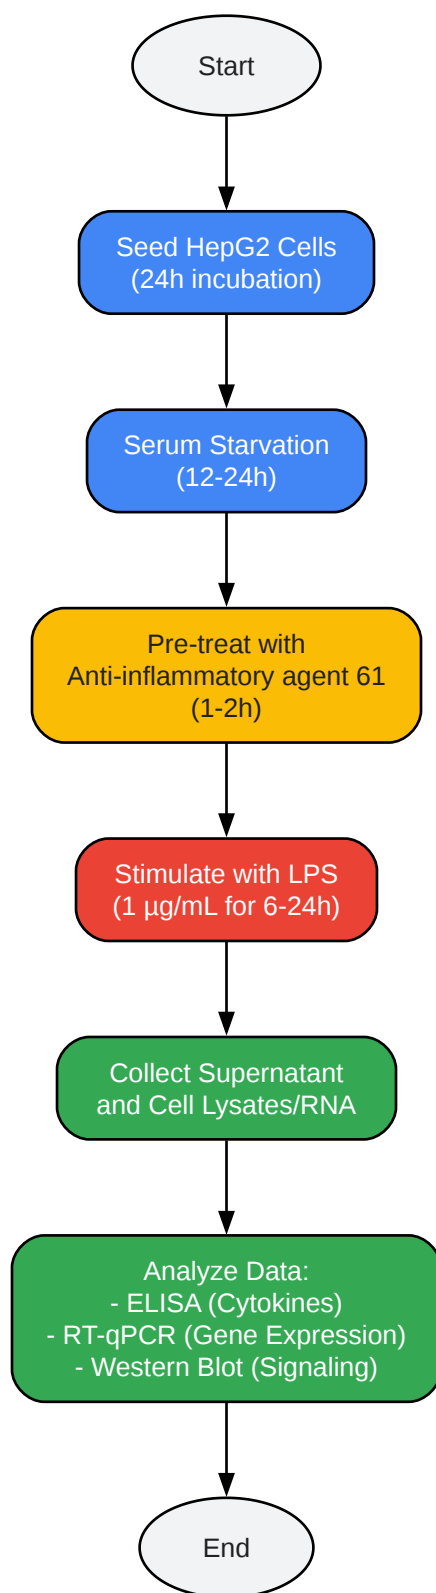 Start
Seed HepG2 Cells
(24h incubation)
Serum Starvation
(12-24h)
Pre-treat with
Anti-inflammatory agent 61
(1-2h)
Stimulate with LPS
(1 µg/mL for 6-24h)
Collect Supernatant
and Cell Lysates/RNA
Analyze Data:
- ELISA (Cytokines)
- RT-qPCR (Gene Expression)
- Western Blot (Signaling)
End